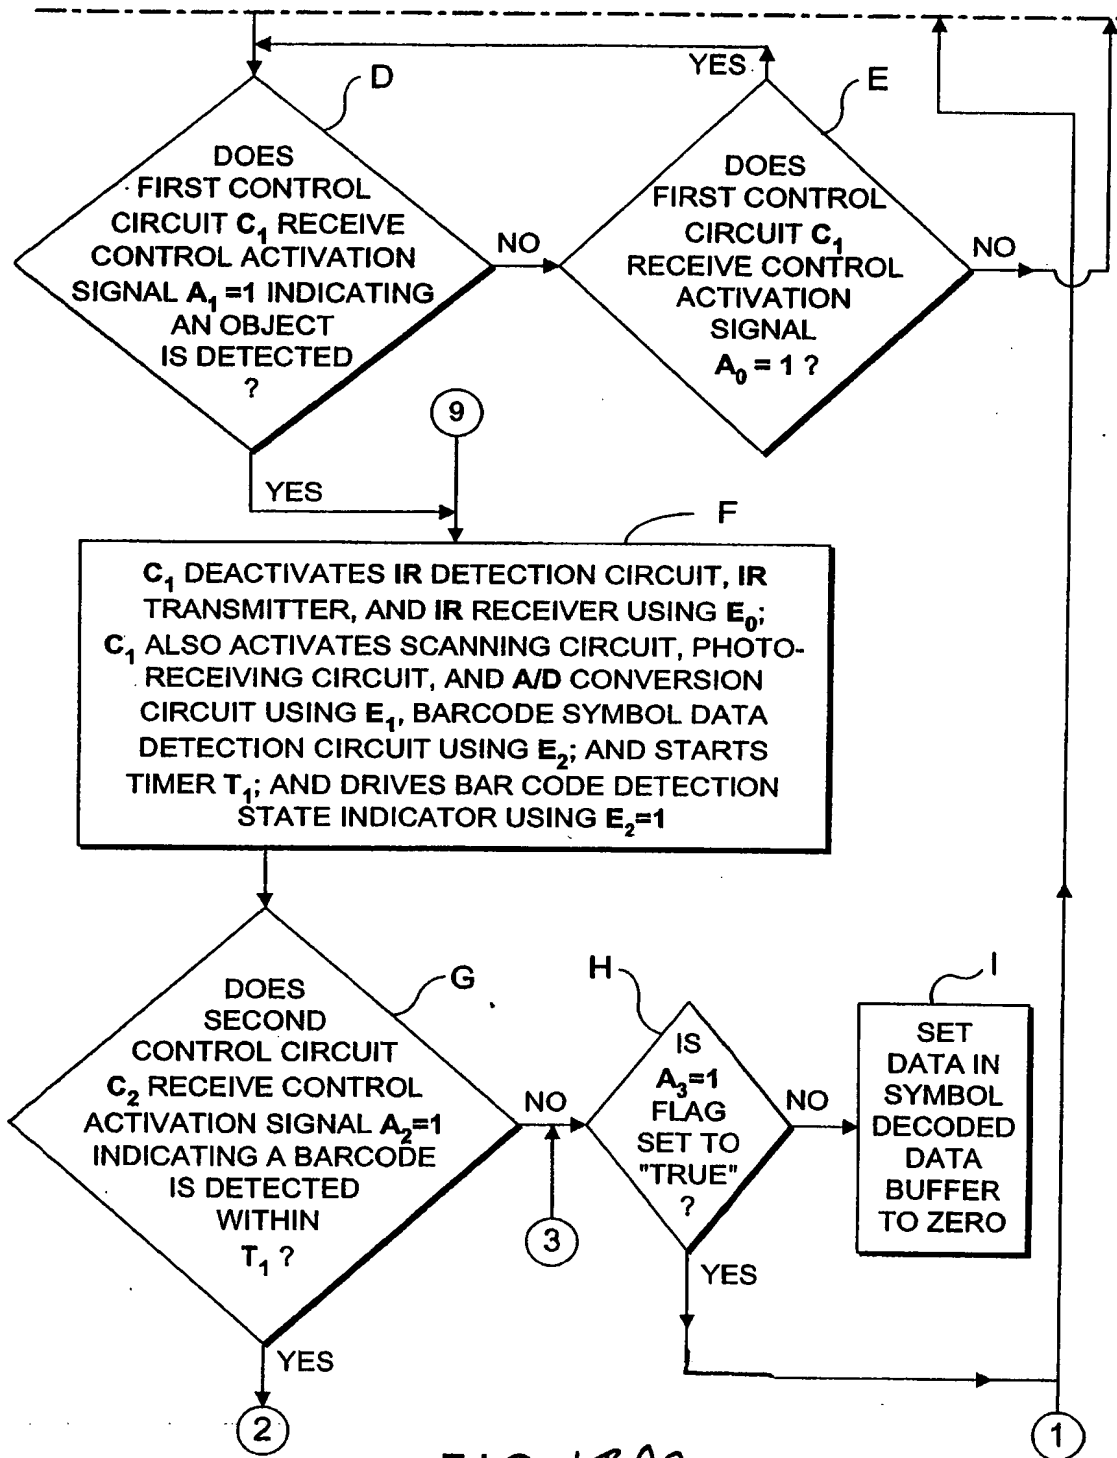 YES
D
E
DOES
FIRST CONTROL
CIRCUIT C₁ RECEIVE
CONTROL ACTIVATION
SIGNAL A₁ =1 INDICATING
AN OBJECT
IS DETECTED
?
NO
DOES
FIRST CONTROL
CIRCUIT C₁
RECEIVE CONTROL
ACTIVATION
SIGNAL
A₀ = 1 ?
NO
9
YES
F
C₁ DEACTIVATES IR DETECTION CIRCUIT, IR
TRANSMITTER, AND IR RECEIVER USING E₀;
C₁ ALSO ACTIVATES SCANNING CIRCUIT, PHOTO-
RECEIVING CIRCUIT, AND A/D CONVERSION
CIRCUIT USING E₁, BARCODE SYMBOL DATA
DETECTION CIRCUIT USING E₂; AND STARTS
TIMER T₁; AND DRIVES BAR CODE DETECTION
STATE INDICATOR USING E₂=1
G
DOES
SECOND
CONTROL CIRCUIT
C₂ RECEIVE CONTROL
ACTIVATION SIGNAL A₂=1
INDICATING A BARCODE
IS DETECTED
WITHIN
T₁ ?
NO
3
H
IS
A₃=1
FLAG
SET TO
"TRUE"
?
NO
I
SET
DATA IN
SYMBOL
DECODED
DATA
BUFFER
TO ZERO
YES
YES
2
1